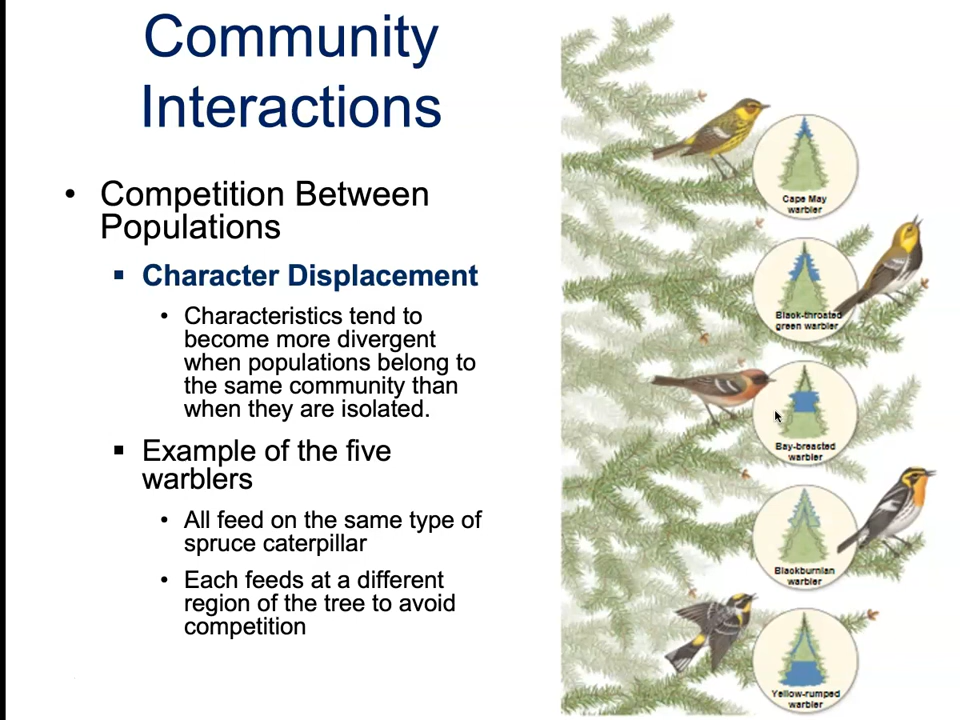 Community
Interactions
• Competition Between
Populations
▪ Character Displacement
• Characteristics tend to
become more divergent
when populations belong to
the same community than
when they are isolated.
▪ Example of the five
warblers
• All feed on the same type of
spruce caterpillar
• Each feeds at a different
region of the tree to avoid
competition
Cape May
warbler
Black-throated
green warbler
Bay-breasted
warbler
Blackburnian
warbler
Yellow-rumped
warbler